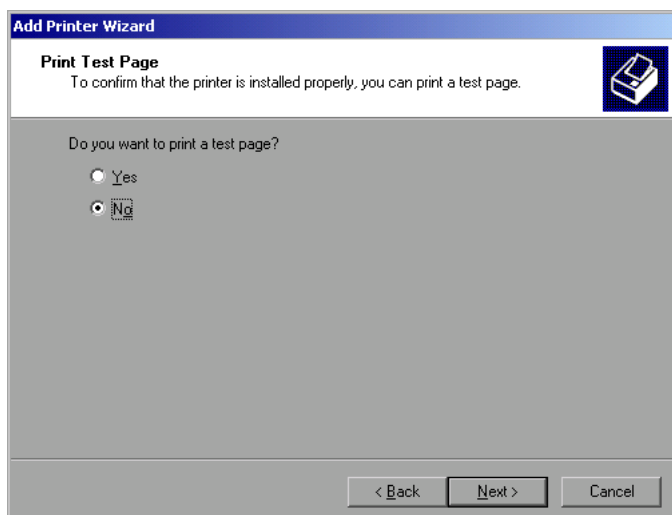 Add Printer Wizard
Print Test Page
To confirm that the printer is installed properly, you can print a test page.
Do you want to print a test page?
Yes
No
< Back
Next >
Cancel